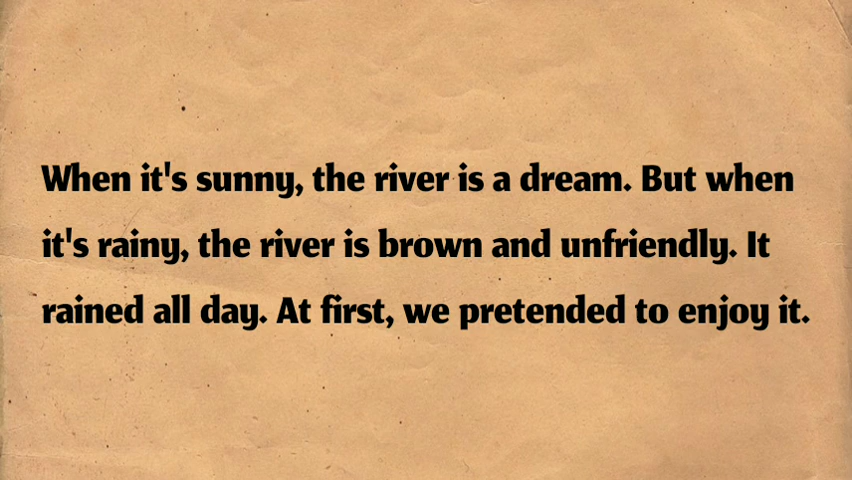 When it's sunny, the river is a dream. But when
it's rainy, the river is brown and unfriendly. It
rained all day. At first, we pretended to enjoy it.